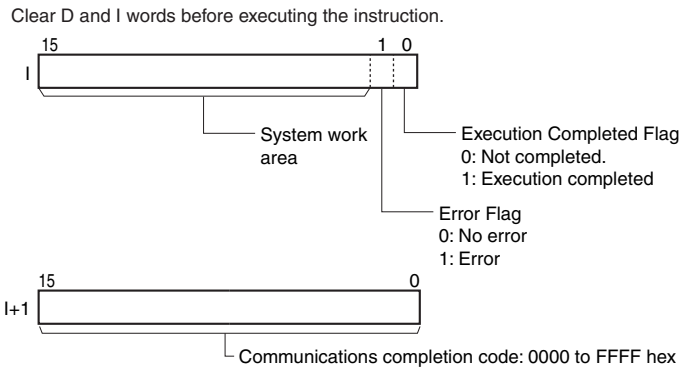 Clear D and I words before executing the instruction.
15 1 0
I
System work
area
Execution Completed Flag
0: Not completed.
1: Execution completed
Error Flag
0: No error
1: Error
15 0
I+1
Communications completion code: 0000 to FFFF hex